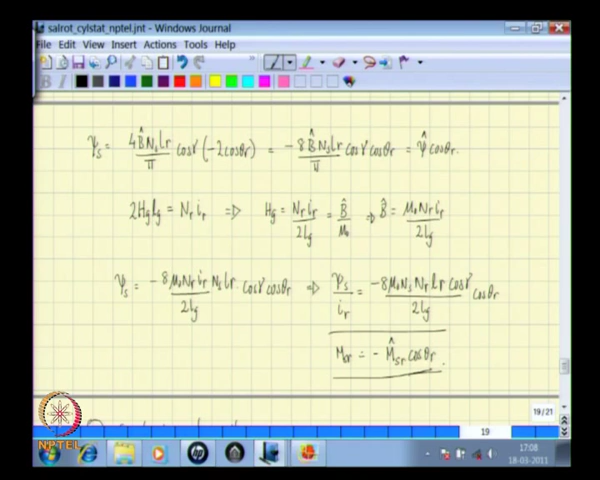 salrot_cylstat_nptel.jnt - Windows Journal
File Edit View Insert Actions Tools Help
ψs = 4B̂NsLr/π cosγ (-2cosθr) = -8B̂NsLr/π cosγ cosθr = ψ̂ cosθr.
2Hglg = Nr ir ⇒ Hg = Nr ir/2lg = B̂/μ₀ ⇒ B̂ = μ₀Nr ir/2lg
ψs = -8μ₀Nr ir NsLr/2lg cosγ cosθr ⇒ ψs/ir = -8μ₀NsNrlr cosγ/2lg cosθr
Msr = - M̂sr cosθr.
19/21
19
17:08
18-03-2011
NPTEL